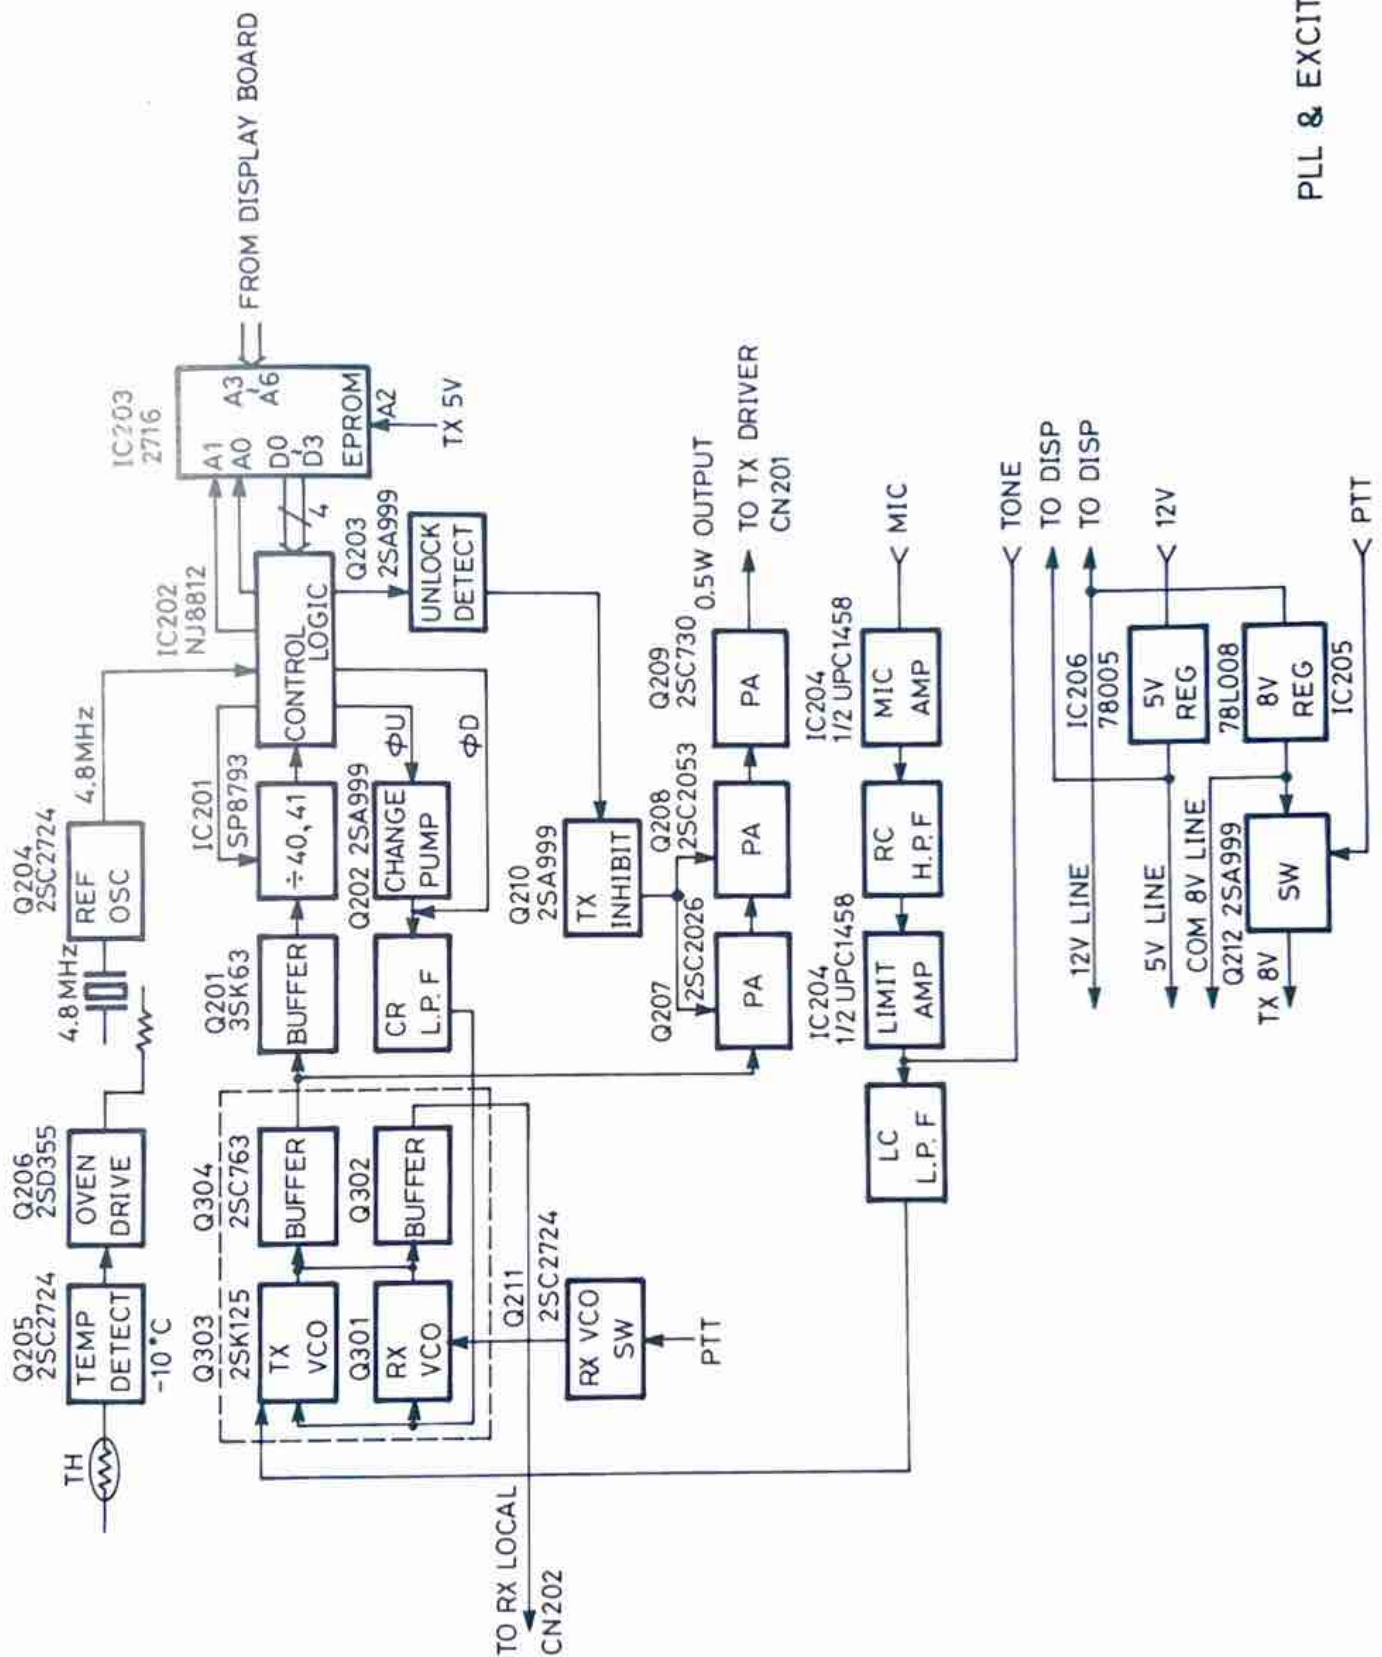 Q205
2SC2724
TEMP
DETECT
-10°C
TH
Q206
2SD355
OVEN
DRIVE
4.8MHz
Q204
2SC2724
REF
OSC
4.8MHz
IC202
NJ8812
CONTROL
LOGIC
IC203
2716
A1
A0
A3
~
A6
D0
~
D3
EPROM
A2
TX 5V
4
FROM DISPLAY BOARD
Q303
2SK125
TX
VCO
Q304
2SC763
BUFFER
Q201
3SK63
BUFFER
IC201
SP8793
÷40,41
Q301
RX
VCO
Q302
BUFFER
CR
L.P.F
Q202 2SA999
CHANGE
PUMP
ΦU
ΦD
Q203
2SA999
UNLOCK
DETECT
Q211
2SC2724
RX VCO
SW
PTT
TO RX LOCAL
CN202
Q210
2SA999
TX
INHIBIT
Q207
2SC2026
PA
Q208
2SC2053
PA
Q209
2SC730
PA
0.5W OUTPUT
TO TX DRIVER
CN201
LC
L.P.F
IC204
1/2 UPC1458
LIMIT
AMP
RC
H.P.F
IC204
1/2 UPC1458
MIC
AMP
MIC
TONE
12V LINE
5V LINE
COM 8V LINE
Q212 2SA999
TX 8V
SW
IC206
78005
5V
REG
78L008
8V
REG
IC205
TO DISP
TO DISP
12V
PTT
PLL & EXCIT